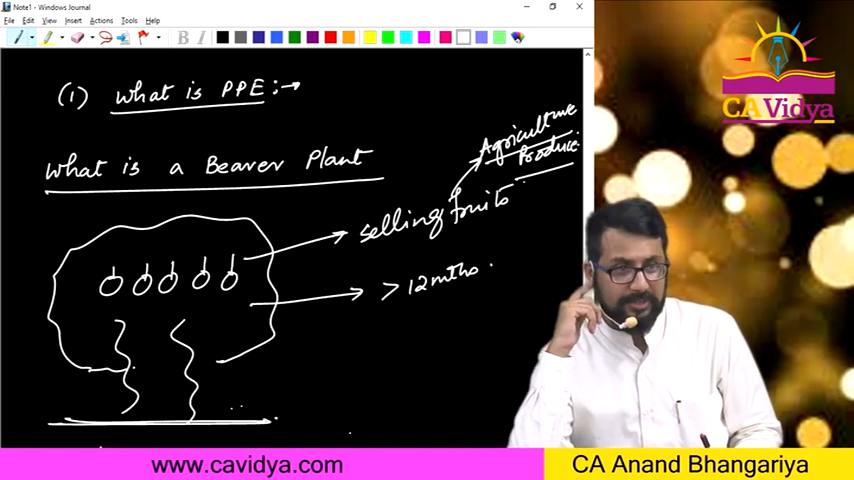 Note1 - Windows Journal
File Edit View Insert Actions Tools Help
B I
(1) What is PPE :→
What is a Beaver Plant
Agriculture
Produce.
selling fruits
> 12 mths.
CA Vidya
www.cavidya.com
CA Anand Bhangariya